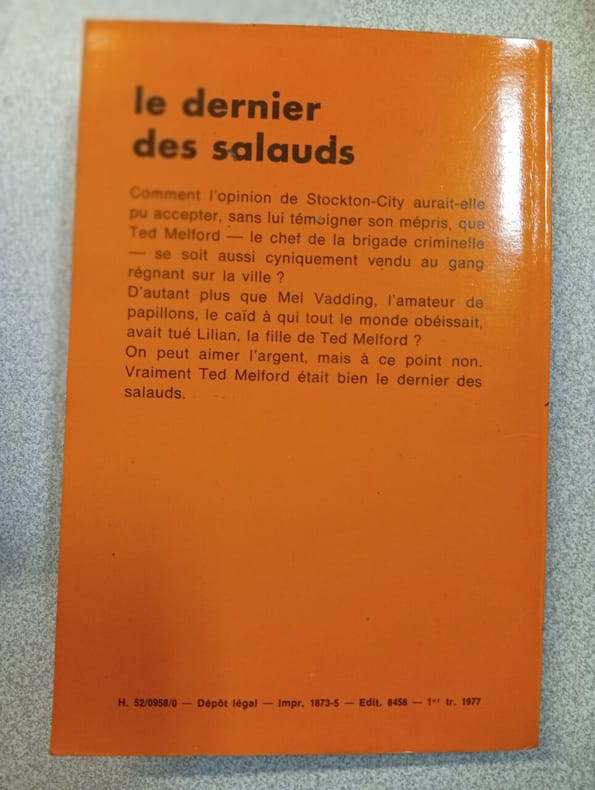 le dernier
des salauds
Comment l'opinion de Stockton-City aurait-elle
pu accepter, sans lui témoigner son mépris, que
Ted Melford — le chef de la brigade criminelle
— se soit aussi cyniquement vendu au gang
régnant sur la ville ?
D'autant plus que Mel Vadding, l'amateur de
papillons, le caïd à qui tout le monde obéissait,
avait tué Lilian, la fille de Ted Melford ?
On peut aimer l'argent, mais à ce point non.
Vraiment Ted Melford était bien le dernier des
salauds.
H. 52/0958/0 — Dépôt légal — Impr. 1873-5 — Edit. 8456 — 1er tr. 1977